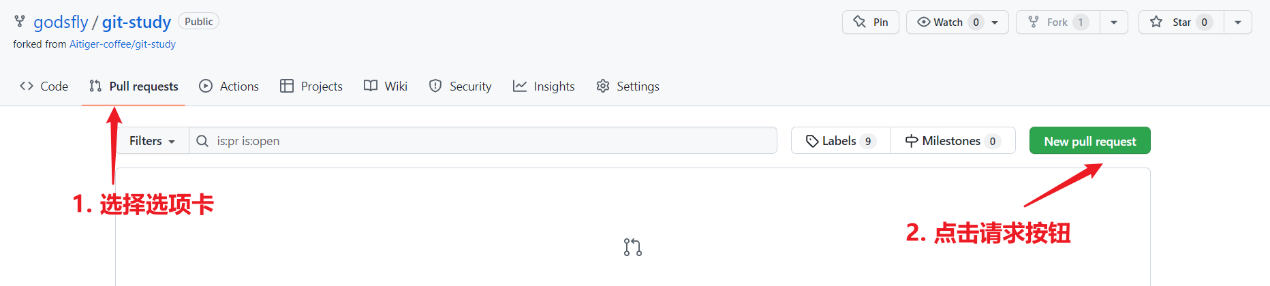 godsfly / git-study Public Pin Watch 0 Fork 1 Star 0
forked from Aitiger-coffee/git-study
Code Pull requests Actions Projects Wiki Security Insights Settings
Filters is:pr is:open Labels 9 Milestones 0 New pull request
1. 选择选项卡
2. 点击请求按钮